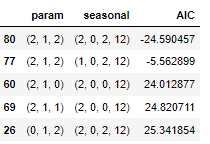 param seasonal AIC
80 (2, 1, 2) (2, 0, 2, 12) -24.590457
77 (2, 1, 2) (1, 0, 2, 12) -5.562899
60 (2, 1, 0) (2, 0, 0, 12) 24.012877
69 (2, 1, 1) (2, 0, 0, 12) 24.820711
26 (0, 1, 2) (2, 0, 2, 12) 25.341854